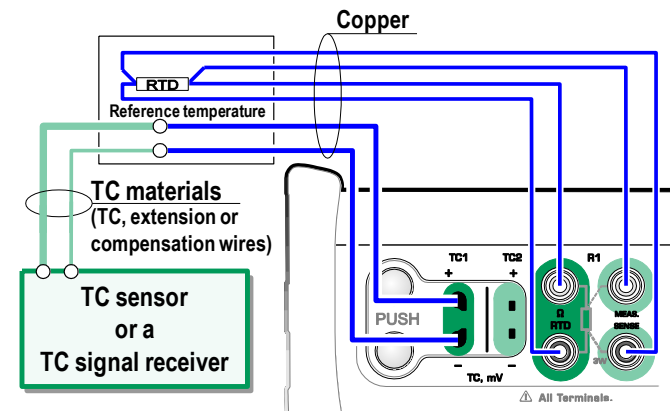 Copper
RTD
Reference temperature
TC materials
(TC, extension or
compensation wires)
TC sensor
or a
TC signal receiver
TC1
TC2
R1
+
+
PUSH
Ω
RTD
MEAS.
SENSE
3W
-
-
TC, mV
⚠ All Terminals.